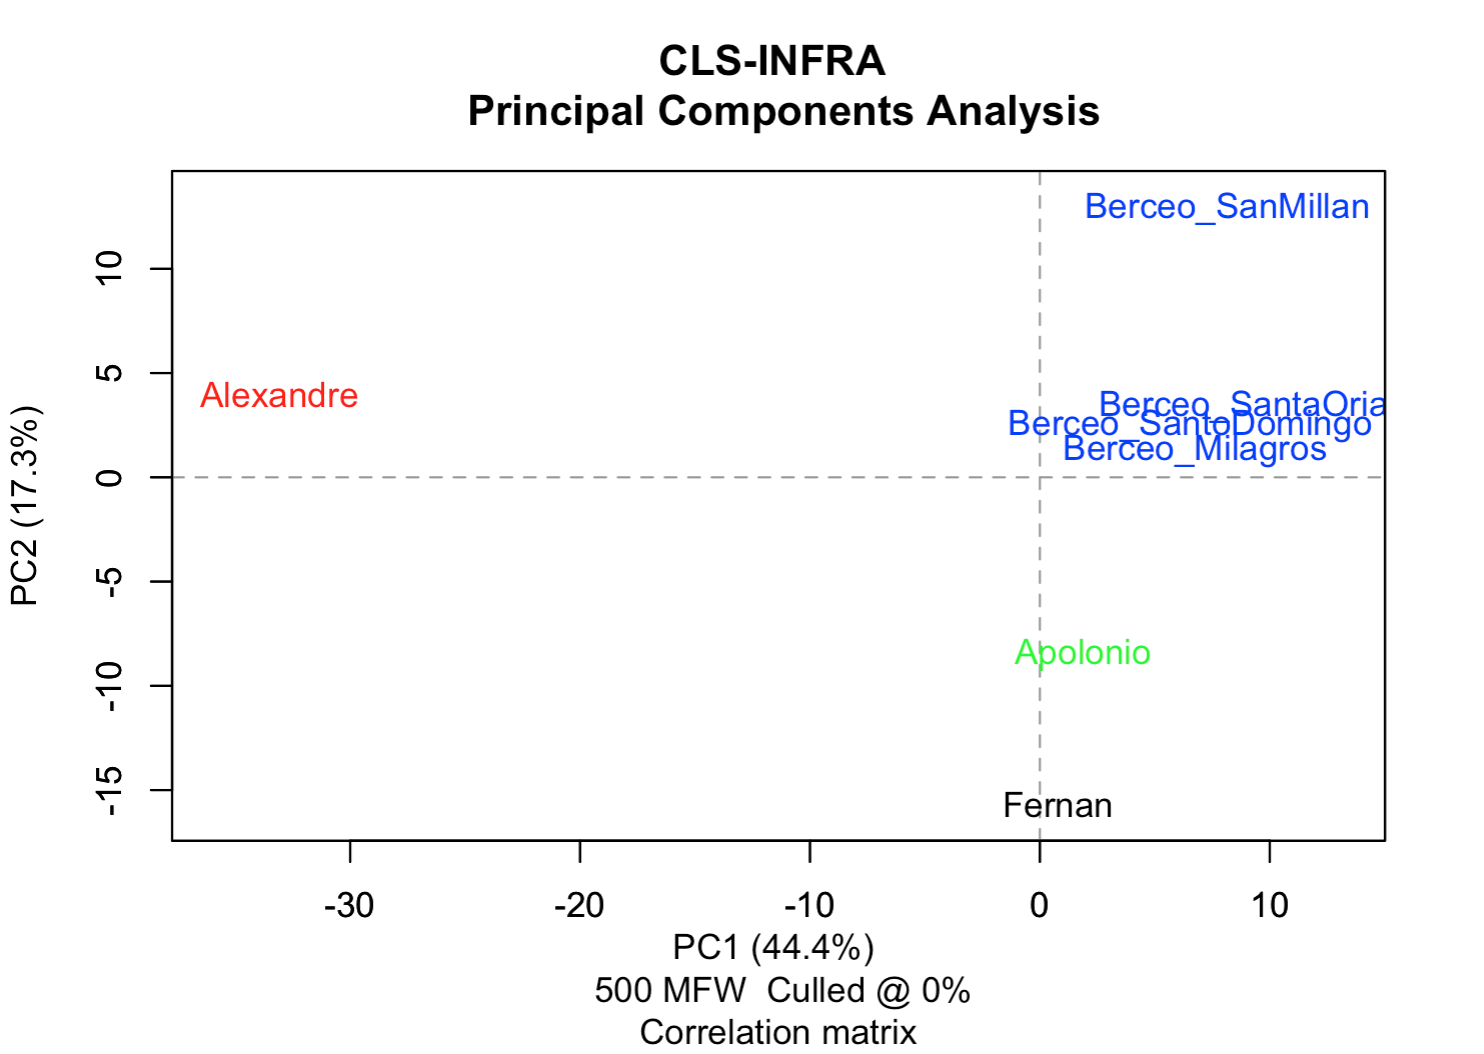 CLS-INFRA
Principal Components Analysis
Berceo_SanMillan
10
5
Alexandre
Berceo_SantaOria
Berceo_SantoDomingo
Berceo_Milagros
0
PC2 (17.3%)
-5
Apolonio
-10
-15
Fernan
-30 -20 -10 0 10
PC1 (44.4%)
500 MFW  Culled @ 0%
Correlation matrix